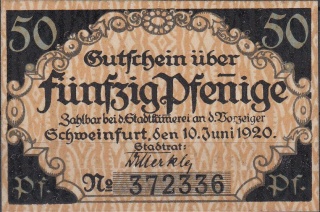 50 50
Gutschein über
fünfzig Pfennige
Zahlbar bei d. Stadtkämerei an d. Vorzeiger
Schweinfurt, den 10. Juni 1920.
Stadtrat:
Pf. № 372336 Pf.